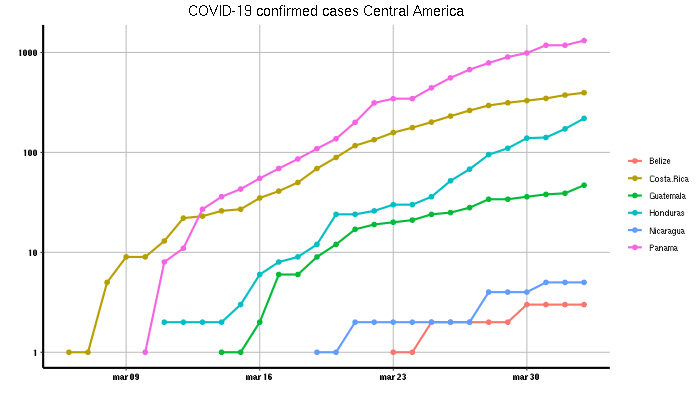 COVID-19 confirmed cases Central America
1000
100
10
1
mar 09
mar 16
mar 23
mar 30
Belize
Costa.Rica
Guatemala
Honduras
Nicaragua
Panama